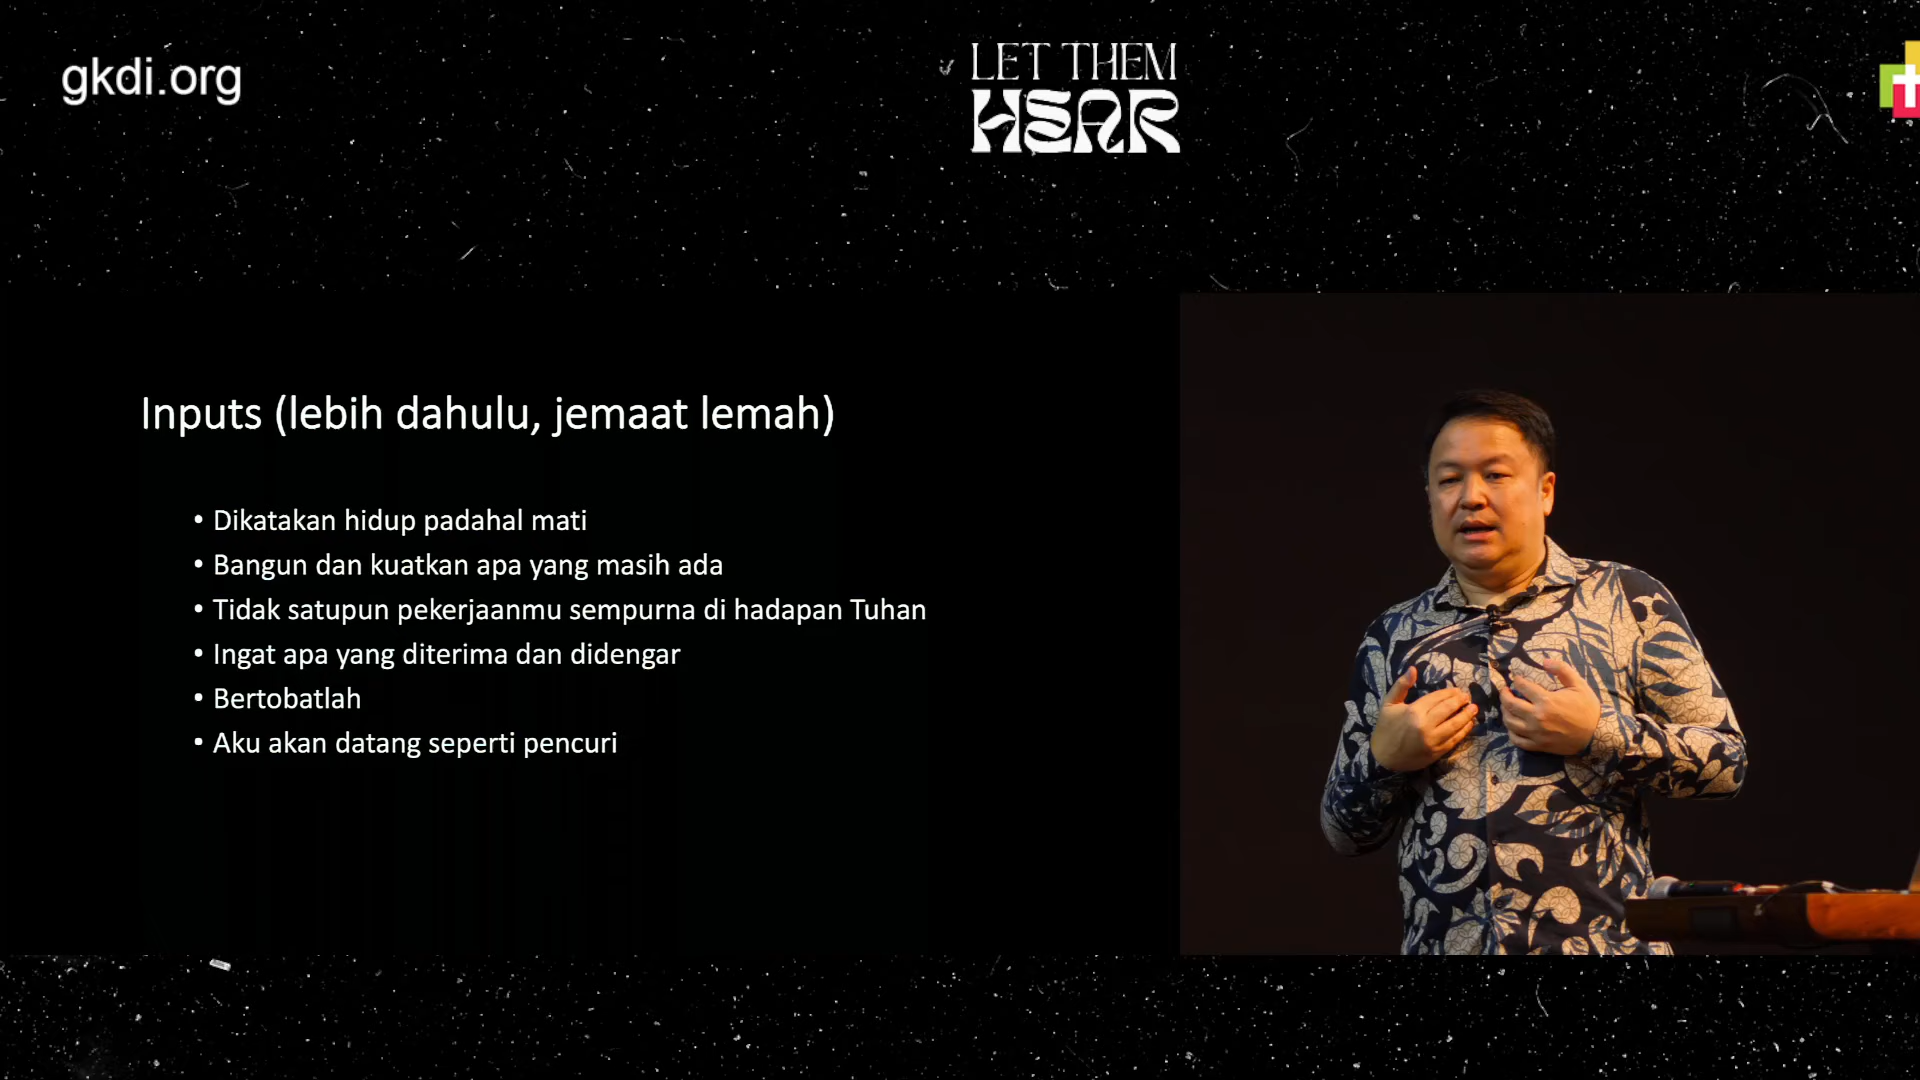 gkdi.org
LET THEM
HEAR
Inputs (lebih dahulu, jemaat lemah)
• Dikatakan hidup padahal mati
• Bangun dan kuatkan apa yang masih ada
• Tidak satupun pekerjaanmu sempurna di hadapan Tuhan
• Ingat apa yang diterima dan didengar
• Bertobatlah
• Aku akan datang seperti pencuri